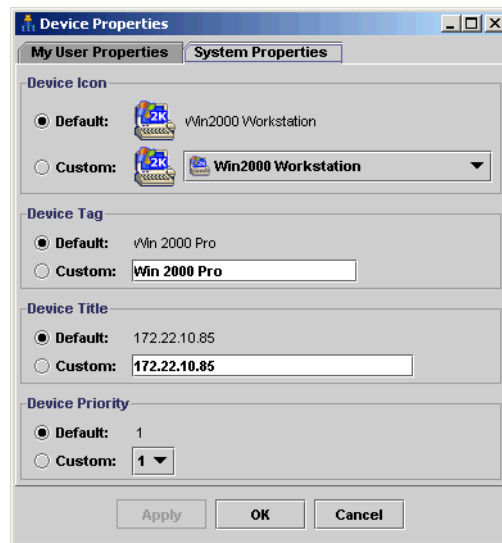 Device Properties
My User Properties System Properties
Device Icon
Default: Win2000 Workstation
Custom: Win2000 Workstation
Device Tag
Default: Win 2000 Pro
Custom: Win 2000 Pro
Device Title
Default: 172.22.10.85
Custom: 172.22.10.85
Device Priority
Default: 1
Custom: 1
Apply OK Cancel